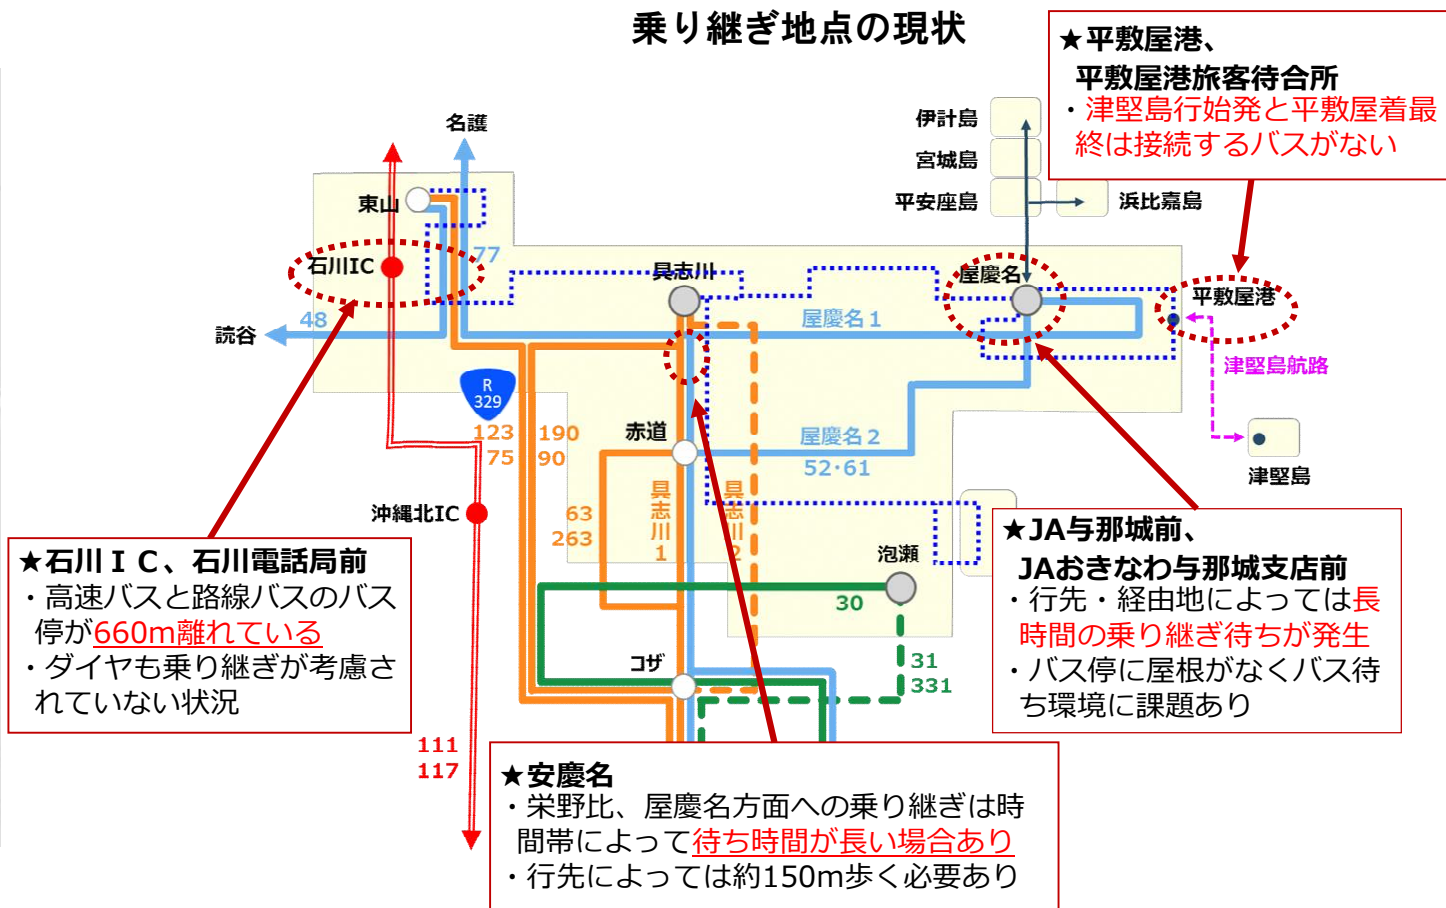 乗り継ぎ地点の現状
★平敷屋港、
平敷屋港旅客待合所
・津堅島行始発と平敷屋着最
終は接続するバスがない
名護
伊計島
宮城島
平安座島
浜比嘉島
東山
77
石川IC
具志川
屋慶名
平敷屋港
48
読谷
屋慶名1
津堅島航路
R
329
123
75
190
90
赤道
屋慶名2
52・61
津堅島
沖縄北IC
63
263
具志川1
具志川2
泡瀬
30
コザ
31
331
111
117
★石川IC、石川電話局前
・高速バスと路線バスのバス
停が660m離れている
・ダイヤも乗り継ぎが考慮さ
れていない状況
★JA与那城前、
JAおきなわ与那城支店前
・行先・経由地によっては長
時間の乗り継ぎ待ちが発生
・バス停に屋根がなくバス待
ち環境に課題あり
★安慶名
・栄野比、屋慶名方面への乗り継ぎは時
間帯によって待ち時間が長い場合あり
・行先によっては約150m歩く必要あり